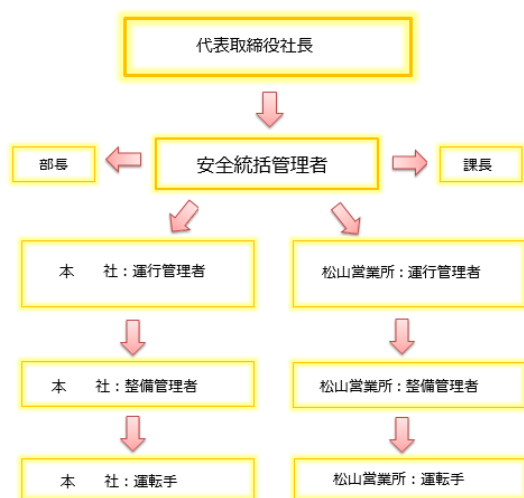 代表取締役社長
部長
安全統括管理者
課長
本　　社：運行管理者
松山営業所：運行管理者
本　　社：整備管理者
松山営業所：整備管理者
本　　社：運転手
松山営業所：運転手